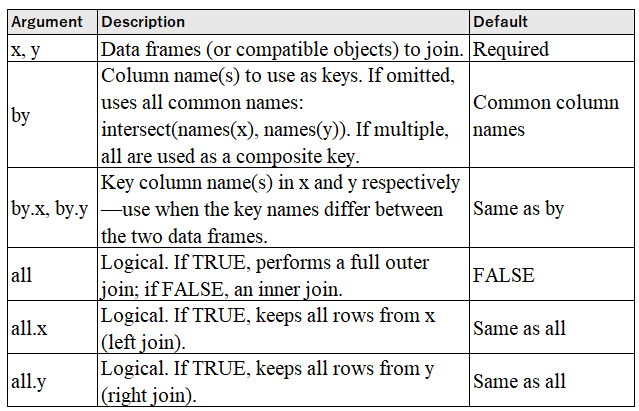 Argument Description Default
x, y Data frames (or compatible objects) to join. Required
Column name(s) to use as keys. If omitted,
uses all common names:
by
intersect(names(x), names(y)). If multiple,
all are used as a composite key.
Common column
names
Key column name(s) in x and y respectively
by.x, by.y —use when the key names differ between Same as by
the two data frames.
all
Logical. If TRUE, performs a full outer
join; if FALSE, an inner join.
FALSE
all.x
Logical. If TRUE, keeps all rows from x
(left join).
Same as all
all.y
Logical. If TRUE, keeps all rows from y
(right join).
Same as all